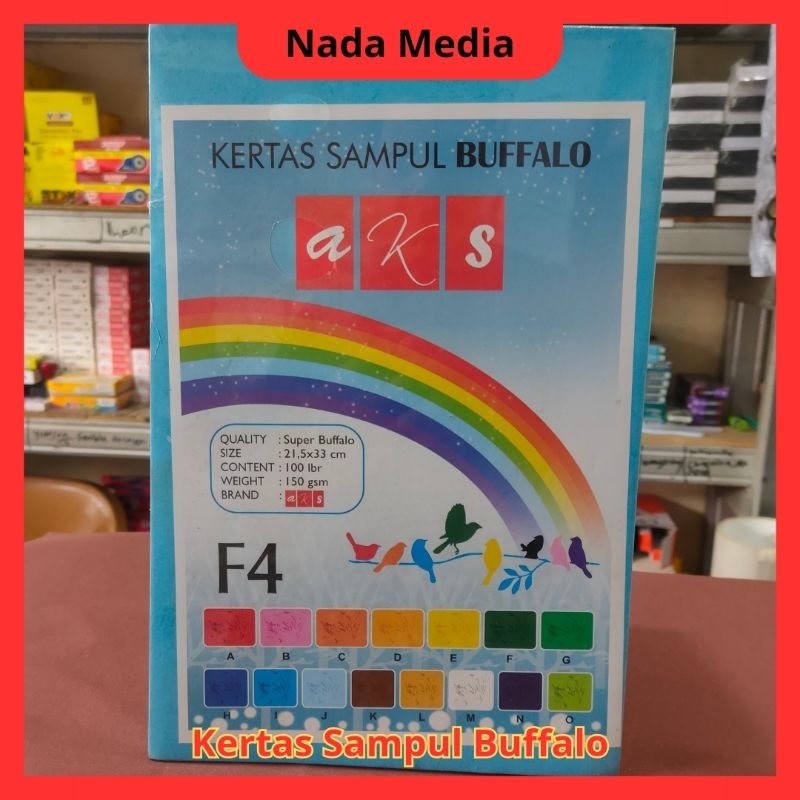 Nada Media
KERTAS SAMPUL BUFFALO
aks
QUALITY : Super Buffalo
SIZE : 21,5x33 cm
CONTENT : 100 lbr
WEIGHT : 150 gsm
BRAND : aks
F4
A B C D E F G
H I J K L M N O
Kertas Sampul Buffalo